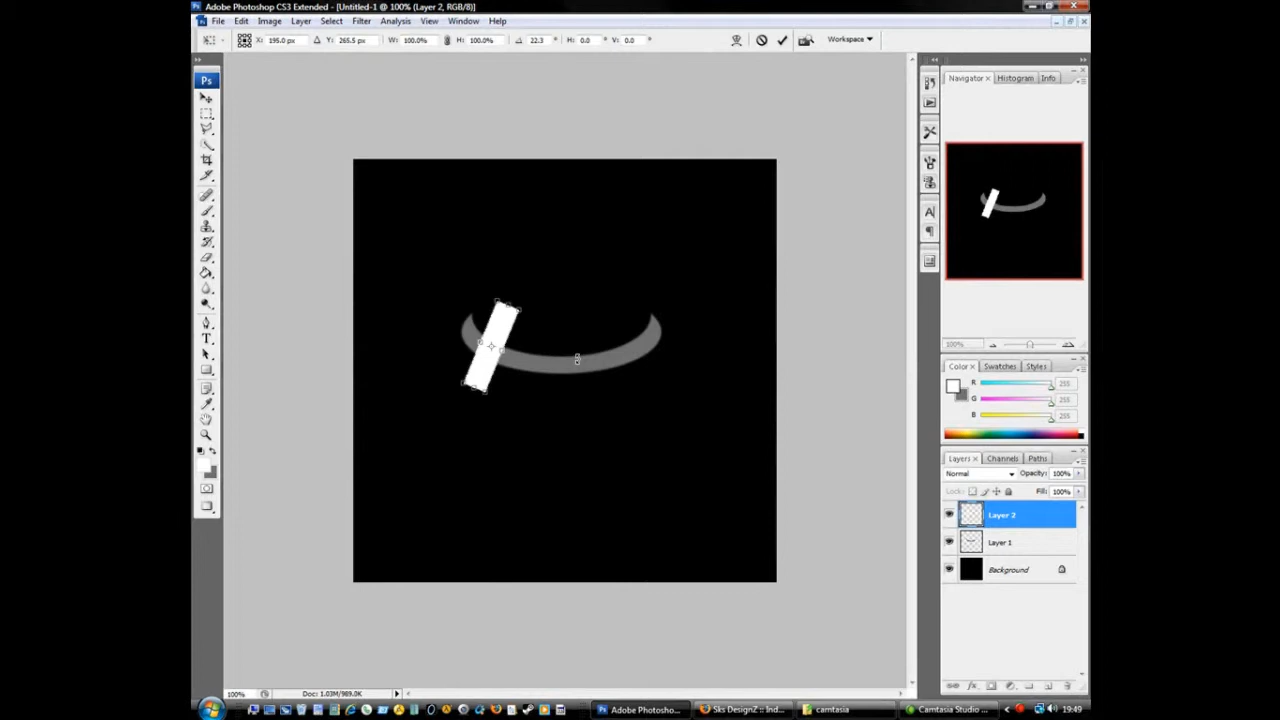 Adobe Photoshop CS3 Extended - [Untitled-1 @ 100% (Layer 2, RGB/8)]
File Edit Image Layer Select Filter Analysis View Window Help
X: 195.0 px Y: 265.5 px W: 100.0% H: 100.0% 22.3 ° H: 0.0 ° V: 0.0 ° Workspace
Ps
Navigator x Histogram Info
100%
Color x Swatches Styles
R 255
G 255
B 255
Layers x Channels Paths
Normal Opacity: 100%
Lock: Fill: 100%
Layer 2
Layer 1
Background
100% Doc: 1.03M/989.0K
Adobe Photosho... Sks DesignZ :: Ind... camtasia Camtasia Studio ... 19:49